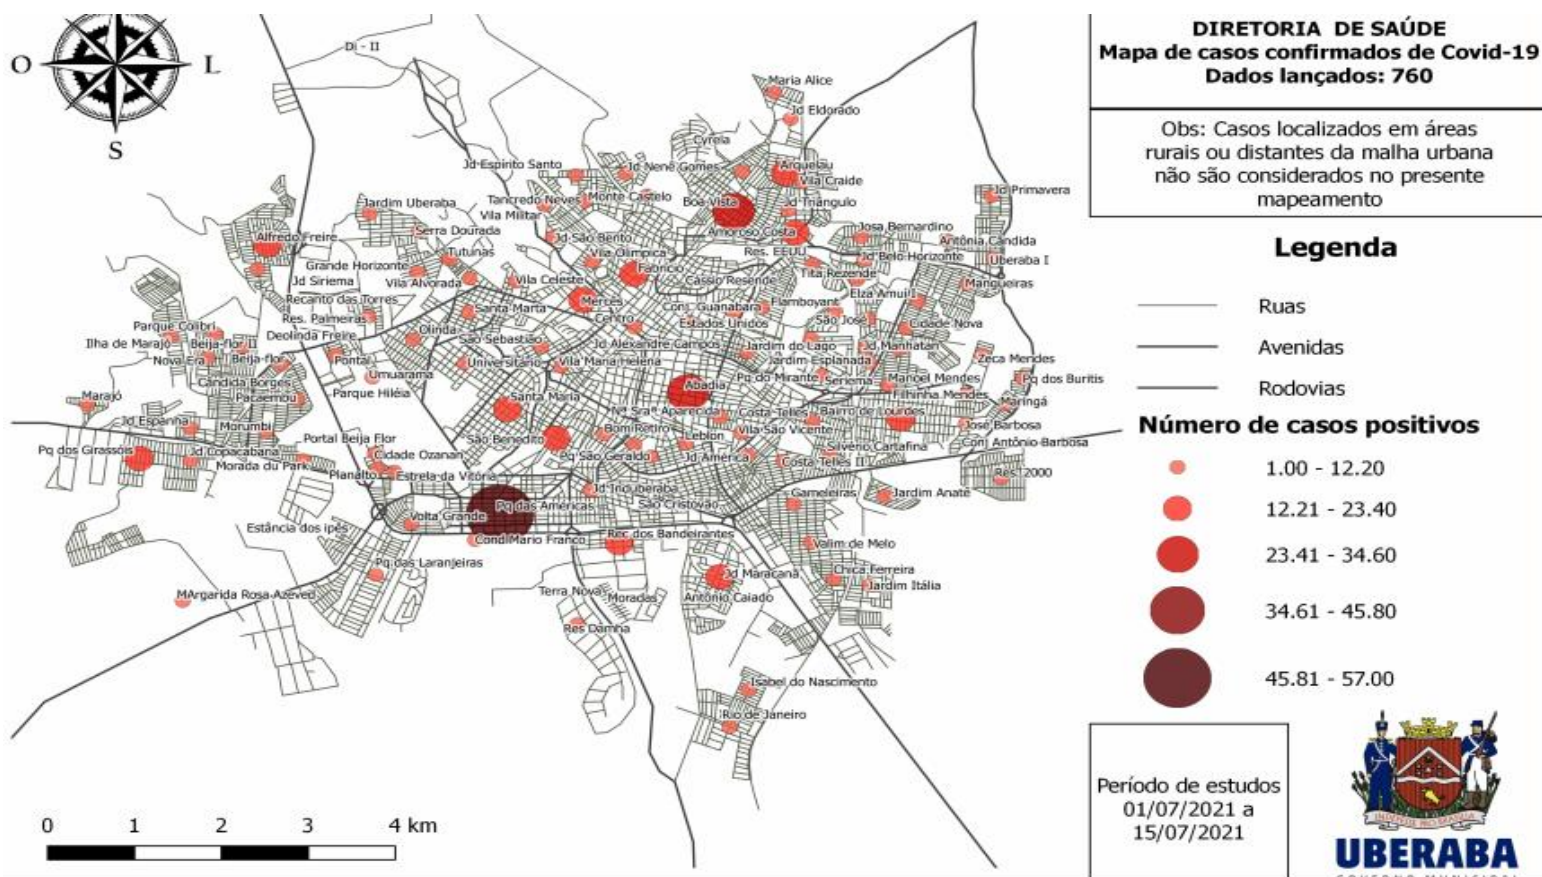 O
L
S
DIRETORIA DE SAÚDE
Mapa de casos confirmados de Covid-19
Dados lançados: 760
Obs: Casos localizados em áreas
rurais ou distantes da malha urbana
não são considerados no presente
mapeamento
Legenda
Ruas
Avenidas
Rodovias
Número de casos positivos
1.00 - 12.20
12.21 - 23.40
23.41 - 34.60
34.61 - 45.80
45.81 - 57.00
Período de estudos
01/07/2021 a
15/07/2021
UBERABA
Di - II
Maria Alice
Jd Eldorado
Cyrela
Jd Espírito Santo
Jd Nenê Gomes
Arquelau
Vila Craide
Tancredo Neves
Monte Castelo
Boa Vista
Jd Triângulo
Jd Primavera
Jardim Uberaba
Vila Militar
Serra Dourada
Amoroso Costa
Josa Bernardino
Alfredo Freire
Jd São Bento
Antônia Cândida
Tutunas
Vila Olimpica
Res. EEUU
Jd Belo Horizonte
Uberaba I
Grande Horizonte
Fabrício
Tita Rezende
Jd Siriema
Vila Alvorada
Vila Celeste
Cássio Resende
Elza Amuí I
Mangueiras
Recanto das Torres
Mercês
Flamboyant
Santa Marta
Conj Guanabara
Res. Palmeiras
Centro
Estados Unidos
São José
Cidade Nova
Parque Colibri
Deolinda Freire
Olinda
Ilha de Marajó
Beija-flor II
São Sebastião
Jd Alexandre Campos
Jardim do Lago
Jd Manhatan
Nova Era
Beija-flor
Pontal
Universitário
Vila Maria Helena
Jardim Esplanada
Zeca Mendes
Cândida Borges
Umuarama
Abadia
Pq do Mirante
Seriema
Manoel Mendes
Pq dos Buritis
Parque Hiléia
Pacaembu
Santa Maria
Filhinha Mendes
Marajó
Maringá
Nª Srª Aparecida
Costa Telles
Bairro de Lourdes
Jd Espanha
Morumbi
José Barbosa
Portal Beija Flor
São Benedito
Bom Retiro
Leblon
Vila São Vicente
Conj Antônio Barbosa
Pq dos Girassóis
Jd Copacabana
Cidade Ozanan
Pq São Geraldo
Jd América
Silvério Cartafina
Costa Telles II
Morada du Park
Planalto
Estrela da Vitória
Res. 2000
Jd Induberaba
Gameleiras
Jardim Anatê
Pq das Américas
São Cristovão
Volta Grande
Estância dos ipês
Cond Mario Franco
Rec dos Bandeirantes
Valim de Melo
Pq das Laranjeiras
Jd Maracanã
Chica Ferreira
Jardim Itália
MArgarida Rosa Azeved
Terra Nova
Moradas
Antônio Caiado
Res Damha
Isabel do Nascimento
Rio de Janeiro
0 1 2 3 4 km